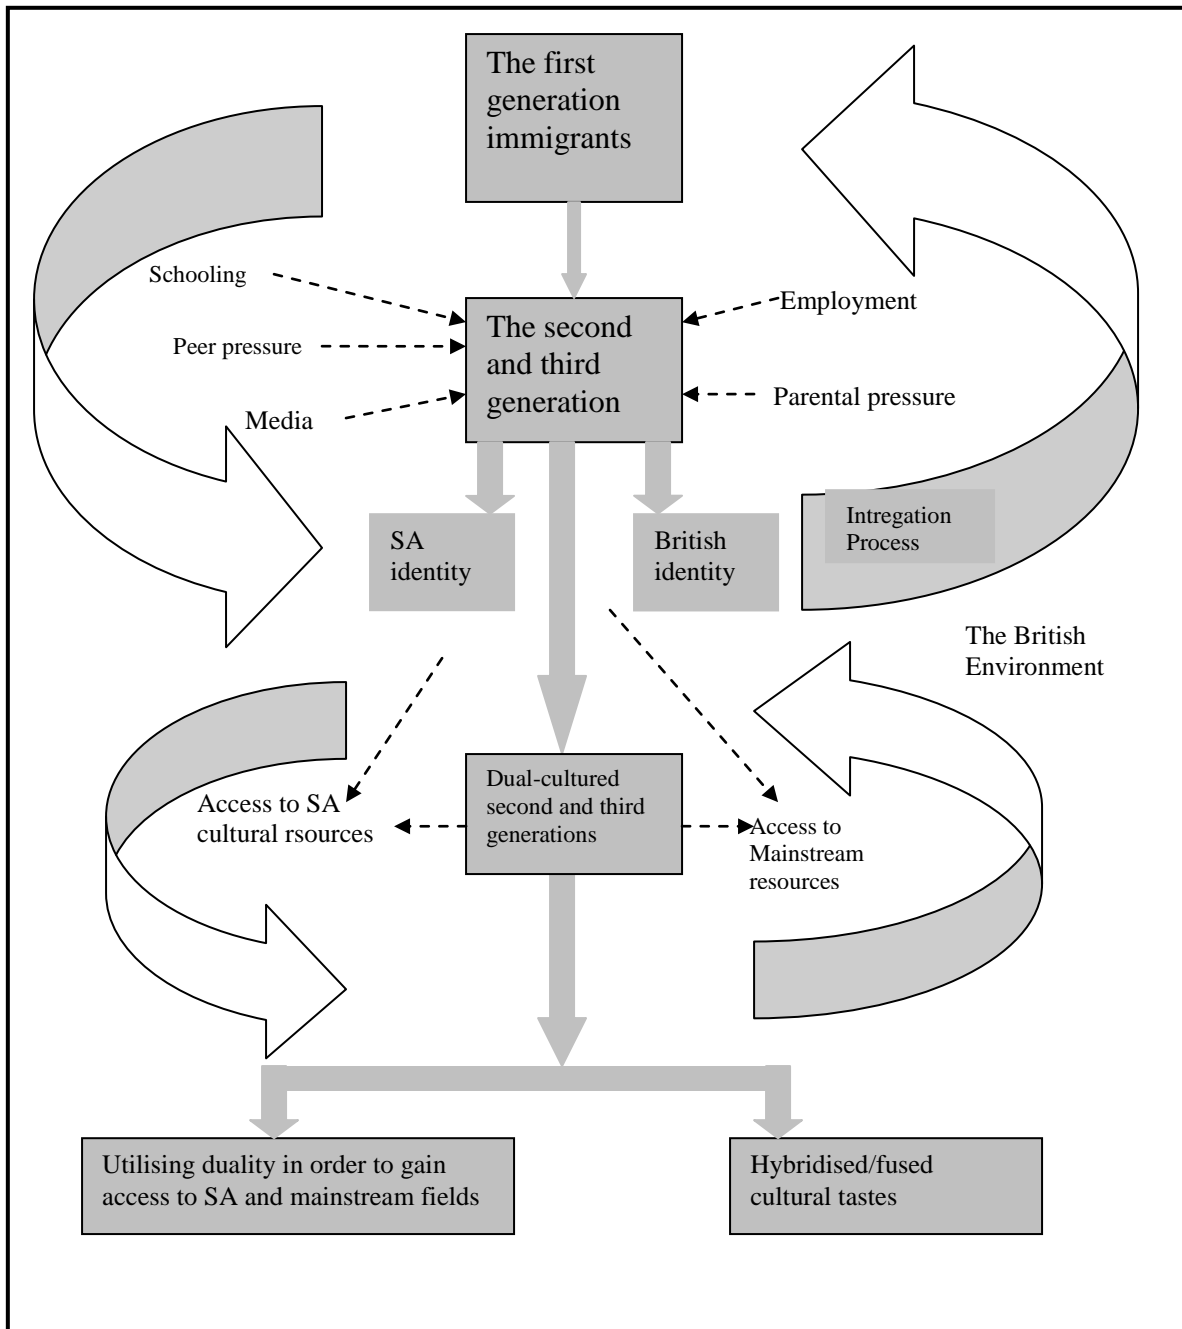 The first
generation
immigrants
Schooling
Employment
The second
and third
generation
Peer pressure
Parental pressure
Media
Intregation
Process
SA
identity
British
identity
The British
Environment
Access to SA
cultural rsources
Dual-cultured
second and third
generations
Access to
Mainstream
resources
Utilising duality in order to gain
access to SA and mainstream fields
Hybridised/fused
cultural tastes